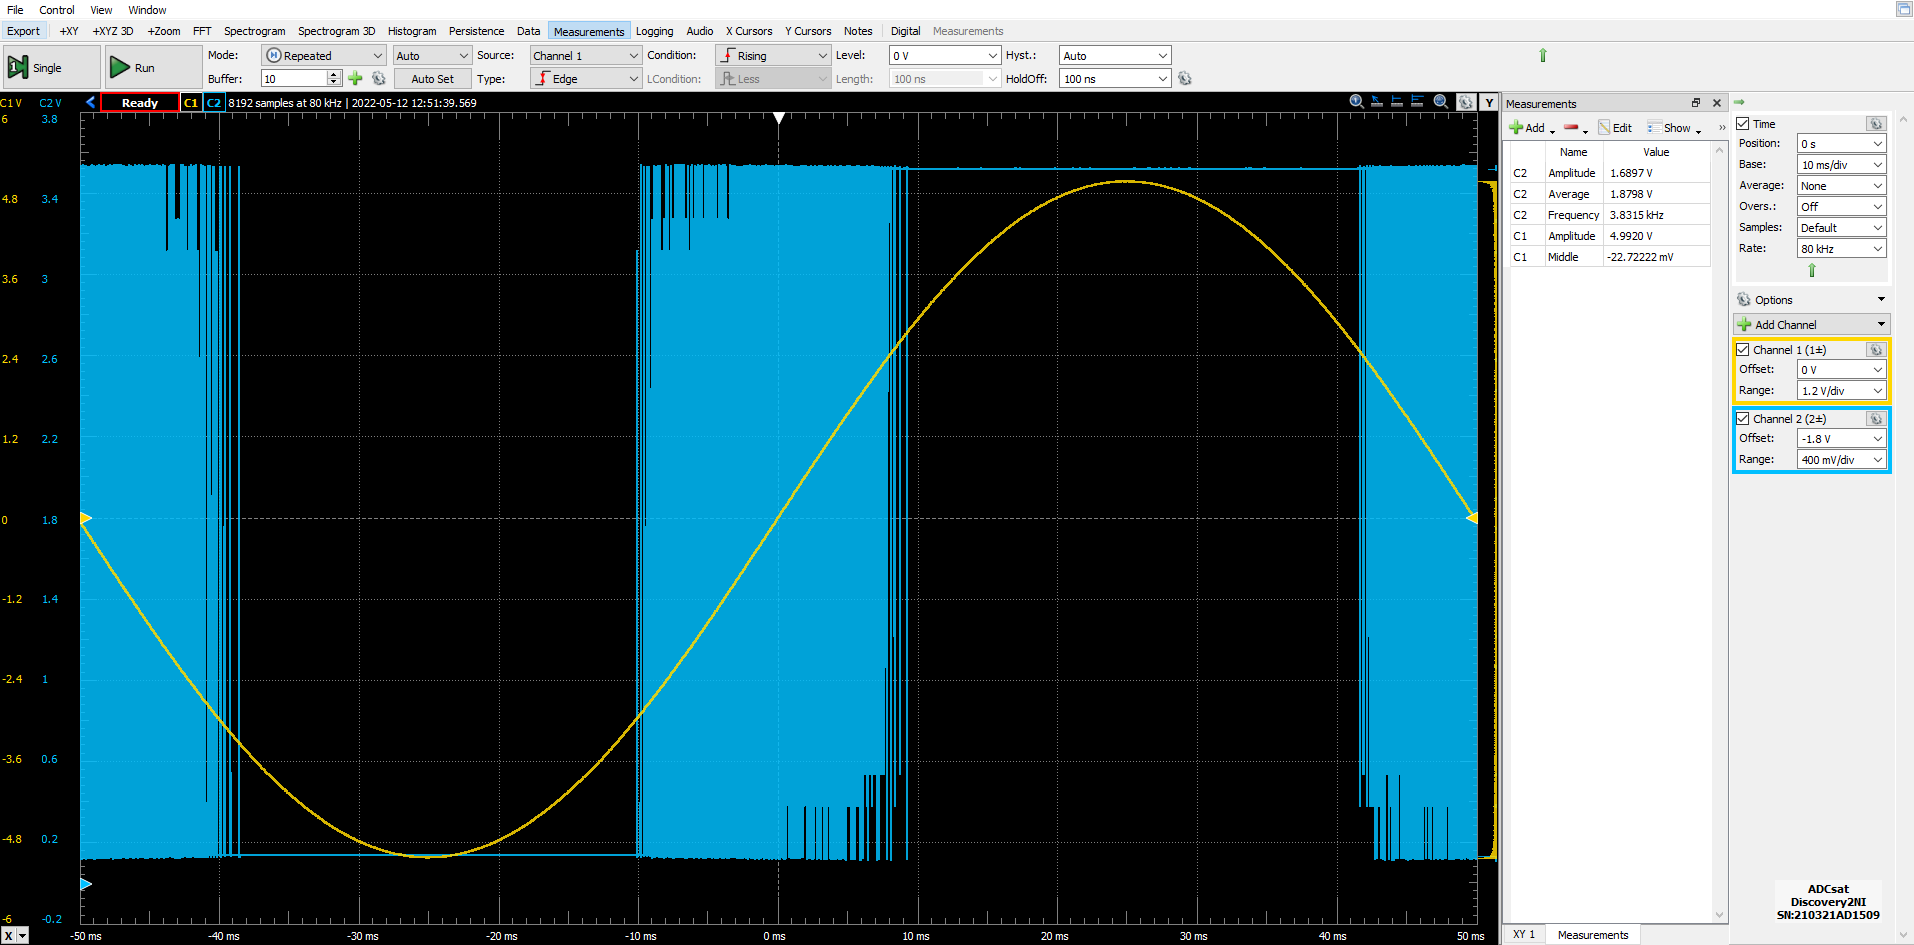 File Control View Window
Export +XY +XYZ 3D +Zoom FFT Spectrogram Spectrogram 3D Histogram Persistence Data Measurements Logging Audio X Cursors Y Cursors Notes Digital Measurements
Single Run Mode: Repeated Auto Source: Channel 1 Condition: Rising Level: 0 V Hyst.: Auto
Buffer: 10 Auto Set Type: Edge LCondition: Less Length: 100 ns HoldOff: 100 ns
C1 V C2 V Ready C1 C2 8192 samples at 80 kHz | 2022-05-12 12:51:39.569 Y
6 3.8
4.8 3.4
3.6 3
2.4 2.6
1.2 2.2
0 1.8
-1.2 1.4
-2.4 1
-3.6 0.6
-4.8 0.2
-6 -0.2
X -50 ms -40 ms -30 ms -20 ms -10 ms 0 ms 10 ms 20 ms 30 ms 40 ms 50 ms
Measurements
Add Edit Show »
Name Value
C2 Amplitude 1.6897 V
C2 Average 1.8798 V
C2 Frequency 3.8315 kHz
C1 Amplitude 4.9920 V
C1 Middle -22.72222 mV
XY 1 Measurements
Time
Position: 0 s
Base: 10 ms/div
Average: None
Overs.: Off
Samples: Default
Rate: 80 kHz
Options
Add Channel
Channel 1 (1±)
Offset: 0 V
Range: 1.2 V/div
Channel 2 (2±)
Offset: -1.8 V
Range: 400 mV/div
ADCsat
Discovery2NI
SN:210321AD1509